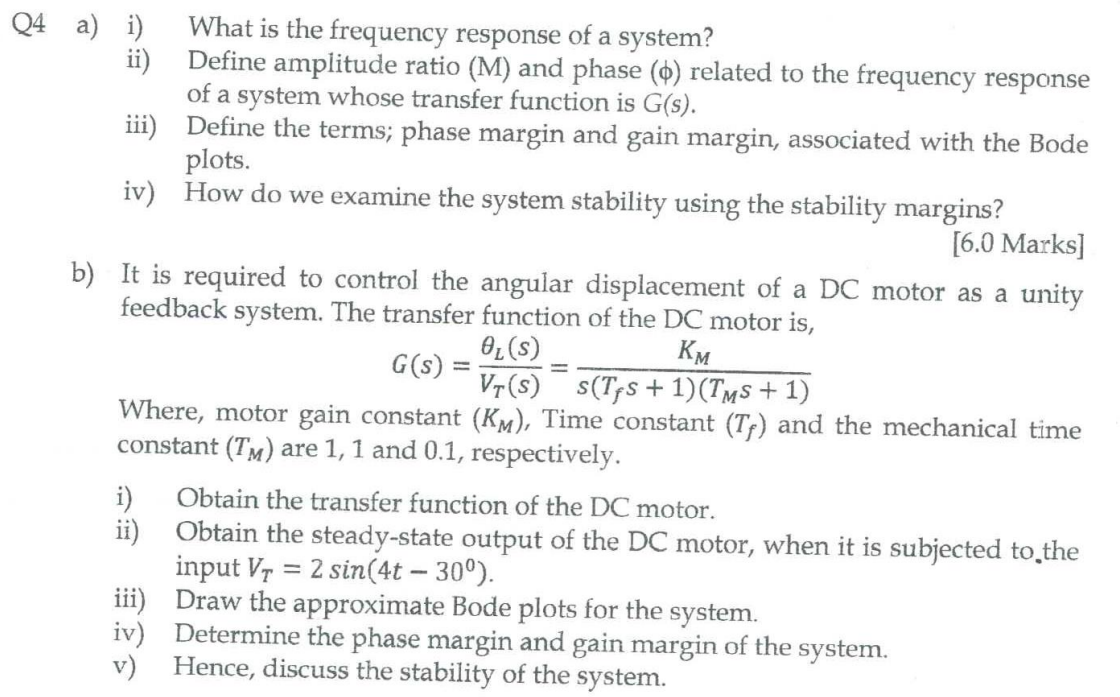 Q4 a) i) What is the frequency response of a system?
ii) Define amplitude ratio (M) and phase (ϕ) related to the frequency response
of a system whose transfer function is G(s).
iii) Define the terms; phase margin and gain margin, associated with the Bode
plots.
iv) How do we examine the system stability using the stability margins?
[6.0 Marks]
b) It is required to control the angular displacement of a DC motor as a unity
feedback system. The transfer function of the DC motor is,
G(s) = θ_L(s)/V_T(s) = K_M/(s(T_f s + 1)(T_M s + 1))
Where, motor gain constant (K_M), Time constant (T_f) and the mechanical time
constant (T_M) are 1, 1 and 0.1, respectively.
i) Obtain the transfer function of the DC motor.
ii) Obtain the steady-state output of the DC motor, when it is subjected to the
input V_T = 2 sin(4t − 30⁰).
iii) Draw the approximate Bode plots for the system.
iv) Determine the phase margin and gain margin of the system.
v) Hence, discuss the stability of the system.